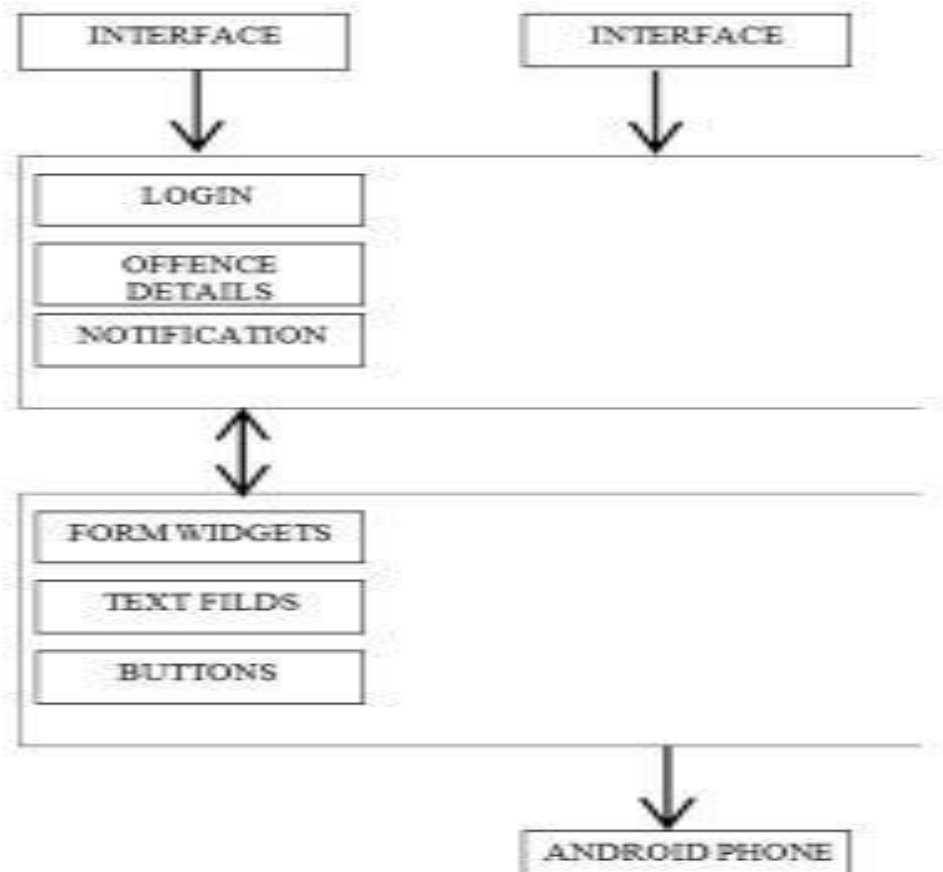 INTERFACE
INTERFACE
LOGIN
OFFENCE
DETAILS
NOTIFICATION
FORM WIDGETS
TEXT FILDS
BUTTONS
ANDROID PHONE